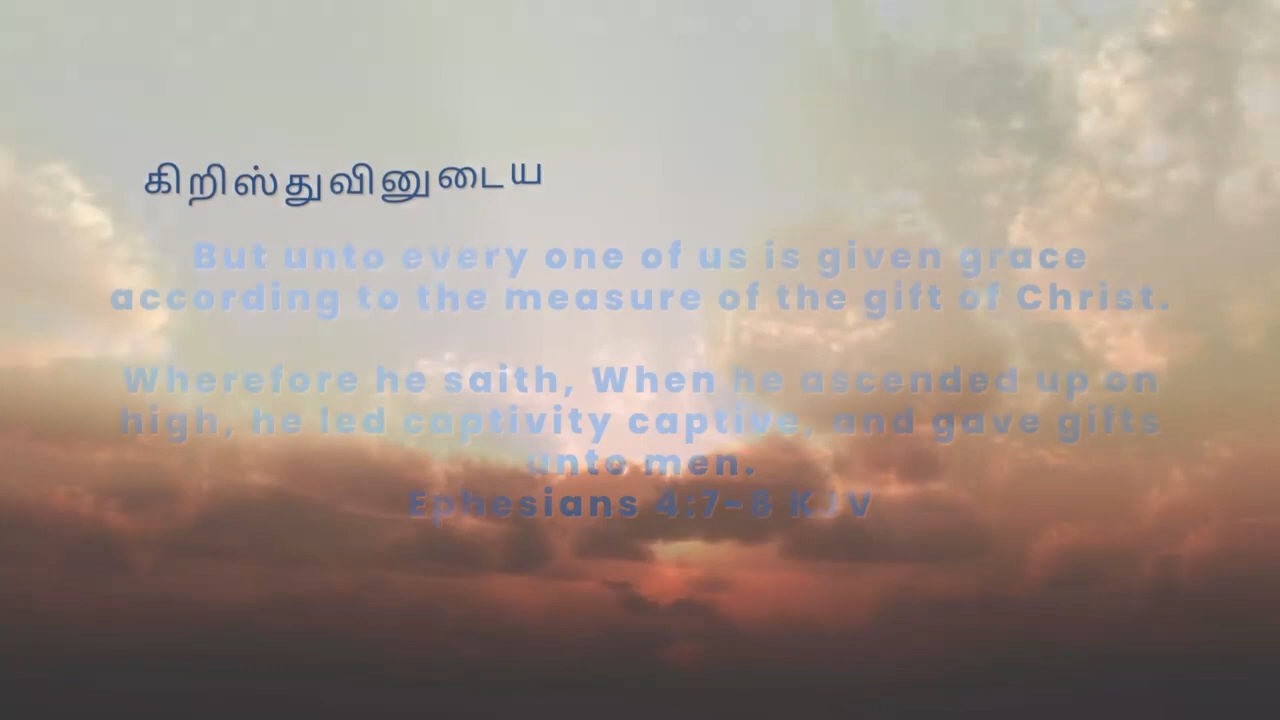 கிறிஸ்துவினுடைய
But unto every one of us is given grace
according to the measure of the gift of Christ.
Wherefore he saith, When he ascended up on
high, he led captivity captive, and gave gifts
unto men.
Ephesians 4:7-8 KJV